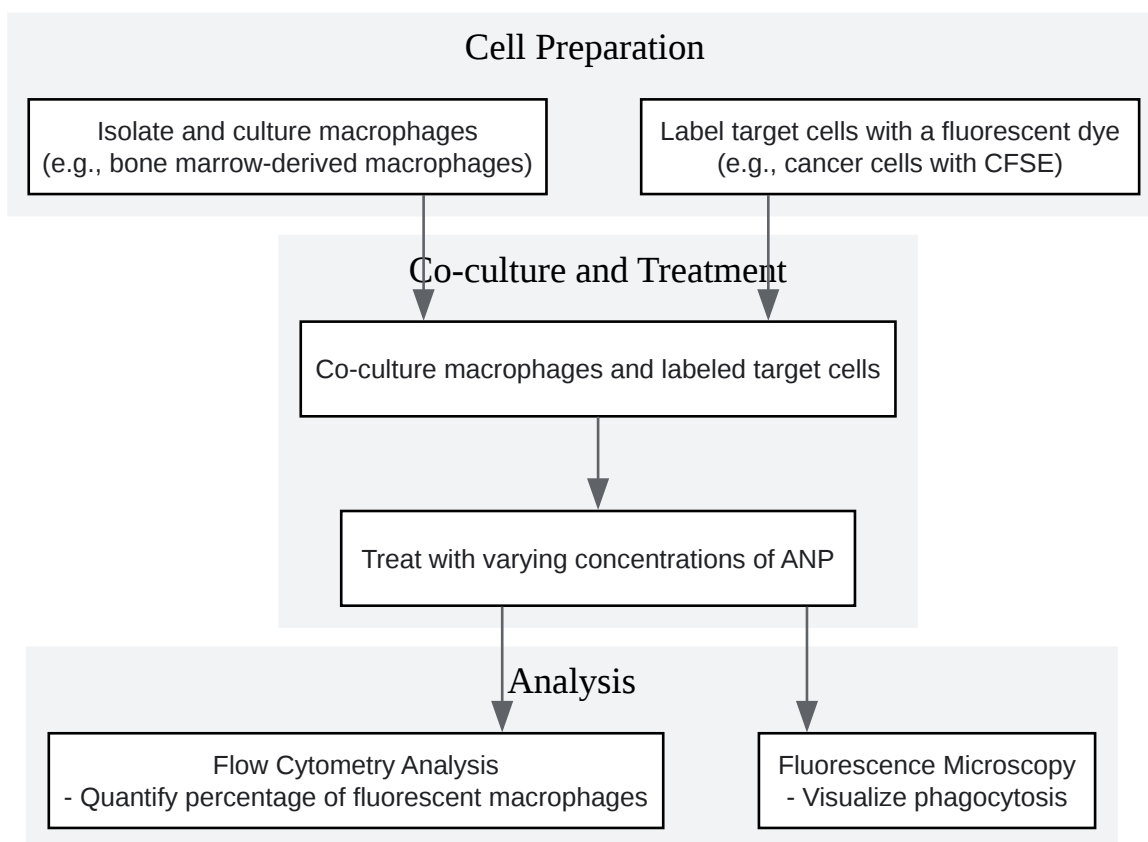 Cell Preparation
Isolate and culture macrophages
(e.g., bone marrow-derived macrophages)
Label target cells with a fluorescent dye
(e.g., cancer cells with CFSE)
Co-culture and Treatment
Co-culture macrophages and labeled target cells
Treat with varying concentrations of ANP
Analysis
Flow Cytometry Analysis
- Quantify percentage of fluorescent macrophages
Fluorescence Microscopy
- Visualize phagocytosis